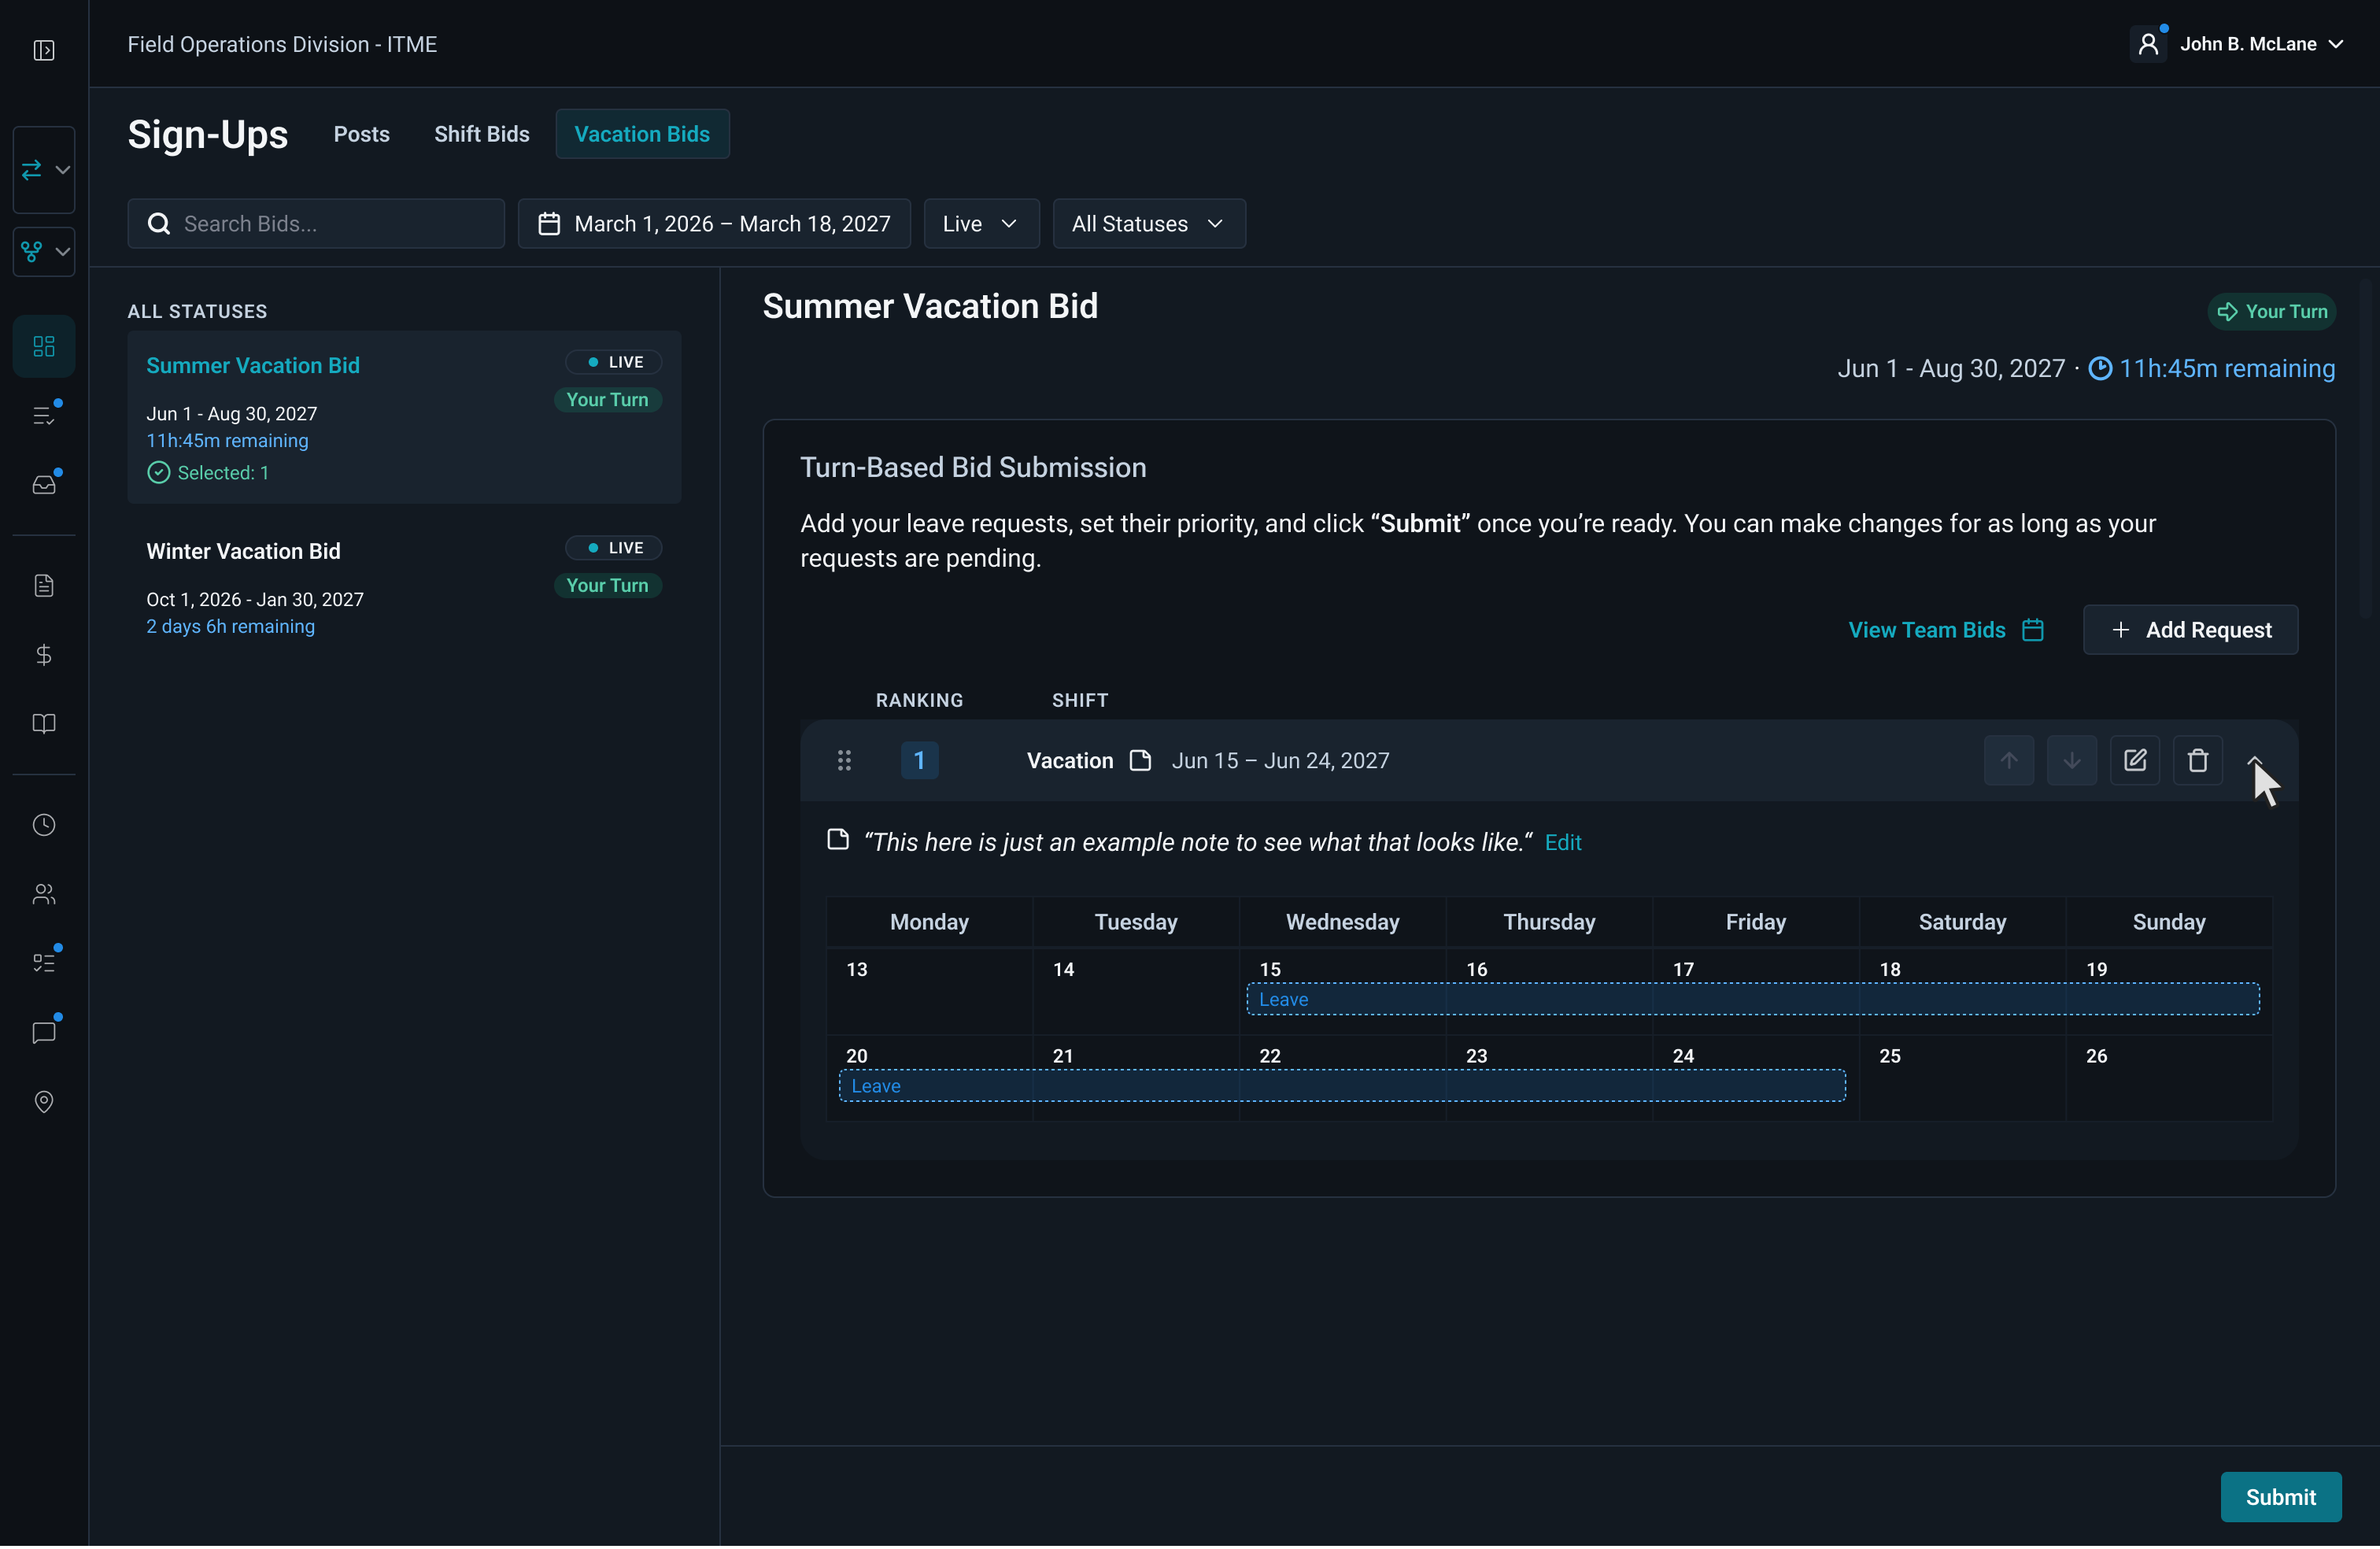 Field Operations Division - ITME
John B. McLane
Sign-Ups
Posts
Shift Bids
Vacation Bids
Search Bids...
March 1, 2026 – March 18, 2027
Live
All Statuses
ALL STATUSES
Summer Vacation Bid
LIVE
Your Turn
Jun 1 - Aug 30, 2027
11h:45m remaining
Selected: 1
Winter Vacation Bid
LIVE
Your Turn
Oct 1, 2026 - Jan 30, 2027
2 days 6h remaining
Summer Vacation Bid
Your Turn
Jun 1 - Aug 30, 2027 · 11h:45m remaining
Turn-Based Bid Submission
Add your leave requests, set their priority, and click “Submit” once you’re ready. You can make changes for as long as your
requests are pending.
View Team Bids
Add Request
RANKING
SHIFT
1
Vacation
Jun 15 – Jun 24, 2027
“This here is just an example note to see what that looks like.“ Edit
Monday Tuesday Wednesday Thursday Friday Saturday Sunday
13 14 15 16 17 18 19
Leave
20 21 22 23 24 25 26
Leave
Submit